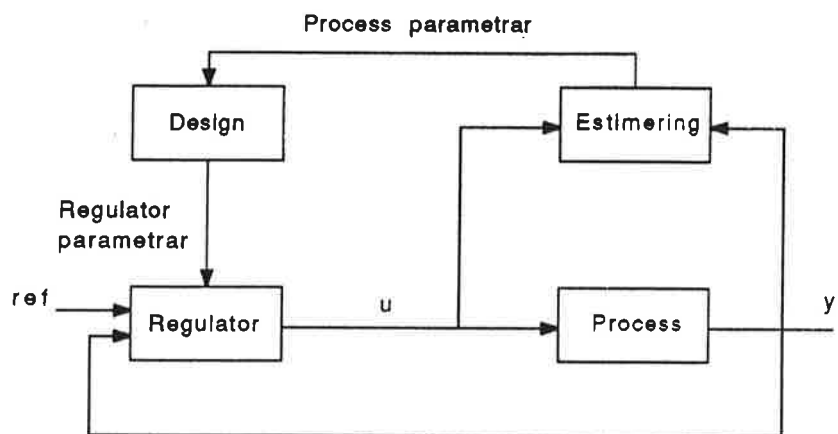 Process parametrar
Design
Estimering
Regulator
parametrar
ref
Regulator
u
Process
y